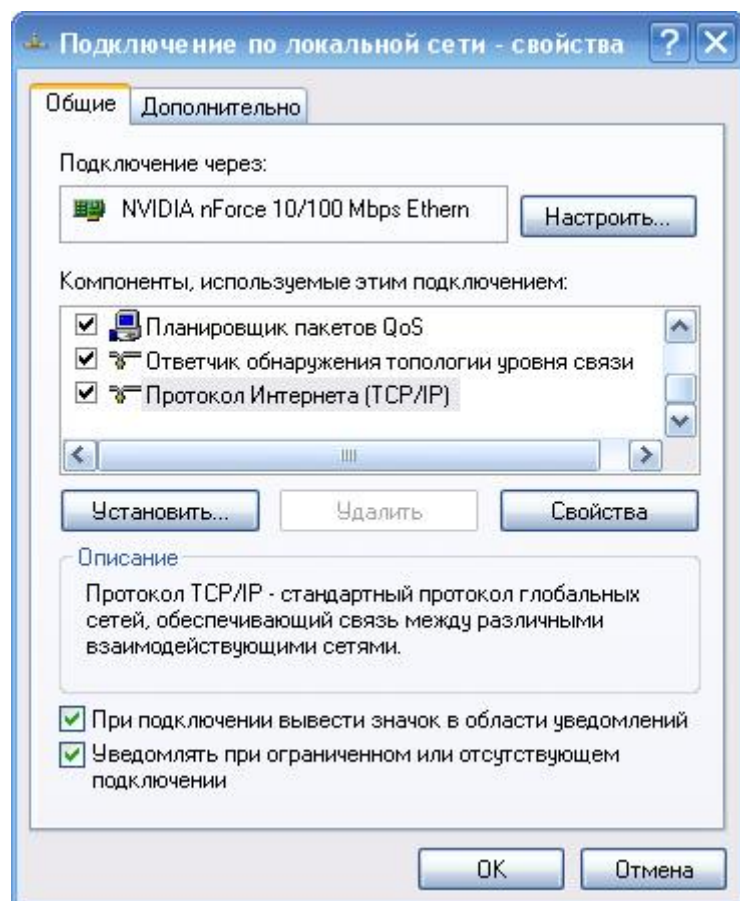 Подключение по локальной сети - свойства
Общие
Дополнительно
Подключение через:
NVIDIA nForce 10/100 Mbps Ethern
Настроить...
Компоненты, используемые этим подключением:
Планировщик пакетов QoS
Ответчик обнаружения топологии уровня связи
Протокол Интернета (TCP/IP)
Установить...
Удалить
Свойства
Описание
Протокол TCP/IP - стандартный протокол глобальных
сетей, обеспечивающий связь между различными
взаимодействующими сетями.
При подключении вывести значок в области уведомлений
Уведомлять при ограниченном или отсутствующем
подключении
OK
Отмена